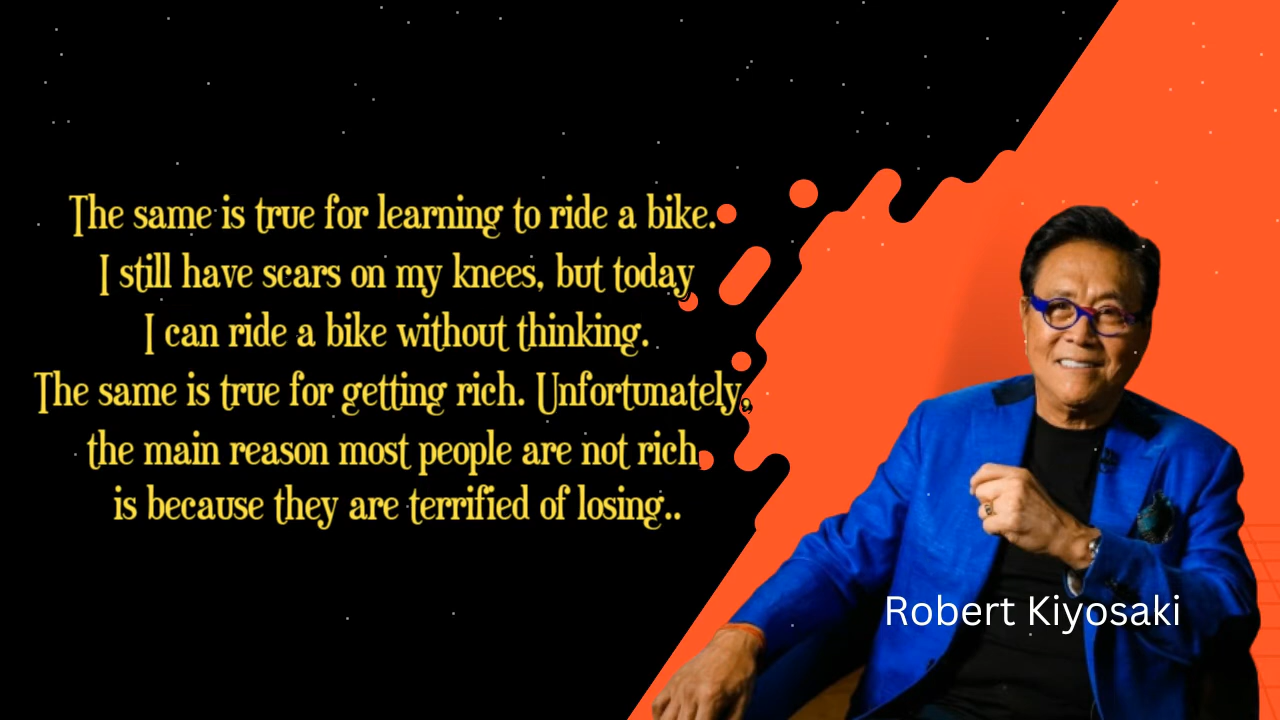 The same is true for learning to ride a bike.
I still have scars on my knees, but today
I can ride a bike without thinking.
The same is true for getting rich. Unfortunately,
the main reason most people are not rich
is because they are terrified of losing..
Robert Kiyosaki